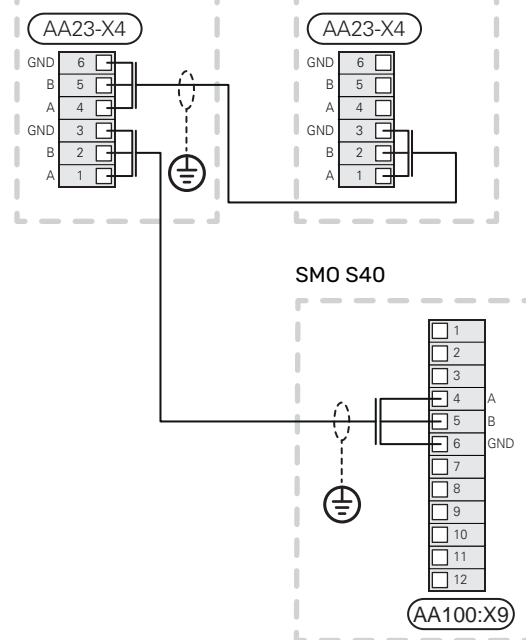 AA23-X4
GND 6
B 5
A 4
GND 3
B 2
A 1
AA23-X4
GND 6
B 5
A 4
GND 3
B 2
A 1
SMO S40
1
2
3
4 A
5 B
6 GND
7
8
9
10
11
12
AA100:X9